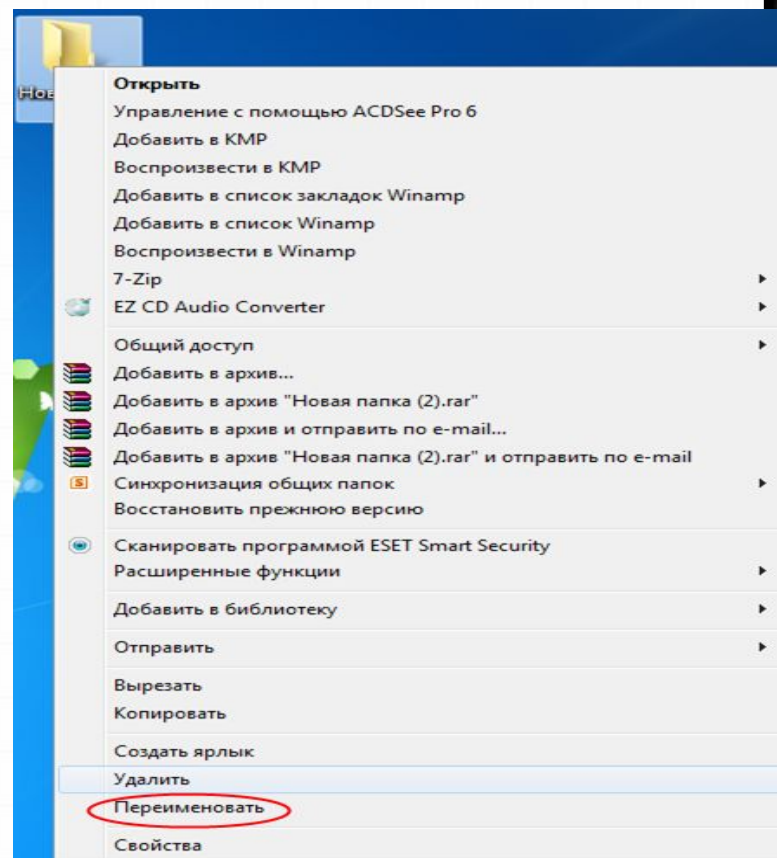 Нов
Открыть
Управление с помощью ACDSee Pro 6
Добавить в KMP
Воспроизвести в KMP
Добавить в список закладок Winamp
Добавить в список Winamp
Воспроизвести в Winamp
7-Zip
EZ CD Audio Converter
Общий доступ
Добавить в архив...
Добавить в архив "Новая папка (2).rar"
Добавить в архив и отправить по e-mail...
Добавить в архив "Новая папка (2).rar" и отправить по e-mail
S
Синхронизация общих папок
Восстановить прежнюю версию
Сканировать программой ESET Smart Security
Расширенные функции
Добавить в библиотеку
Отправить
Вырезать
Копировать
Создать ярлык
Удалить
Переименовать
Свойства